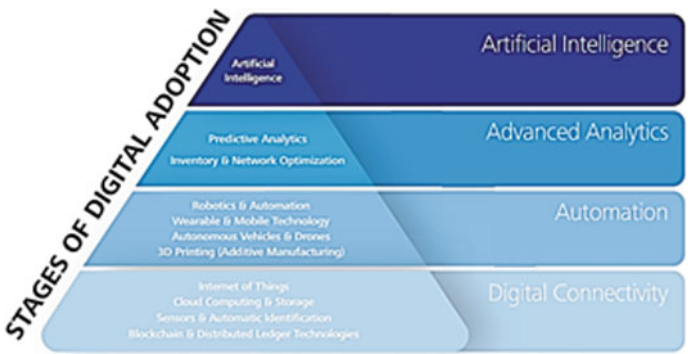 STAGES OF DIGITAL ADOPTION
Artificial
Intelligence
Artificial Intelligence
Predictive Analytics
Inventory & Network Optimization
Advanced Analytics
Robotics & Automation
Wearable & Mobile Technology
Autonomous Vehicles & Drones
3D Printing (Additive Manufacturing)
Automation
Internet of Things
Cloud Computing & Storage
Sensors & Automatic Identification
Blockchain & Distributed Ledger Technologies
Digital Connectivity